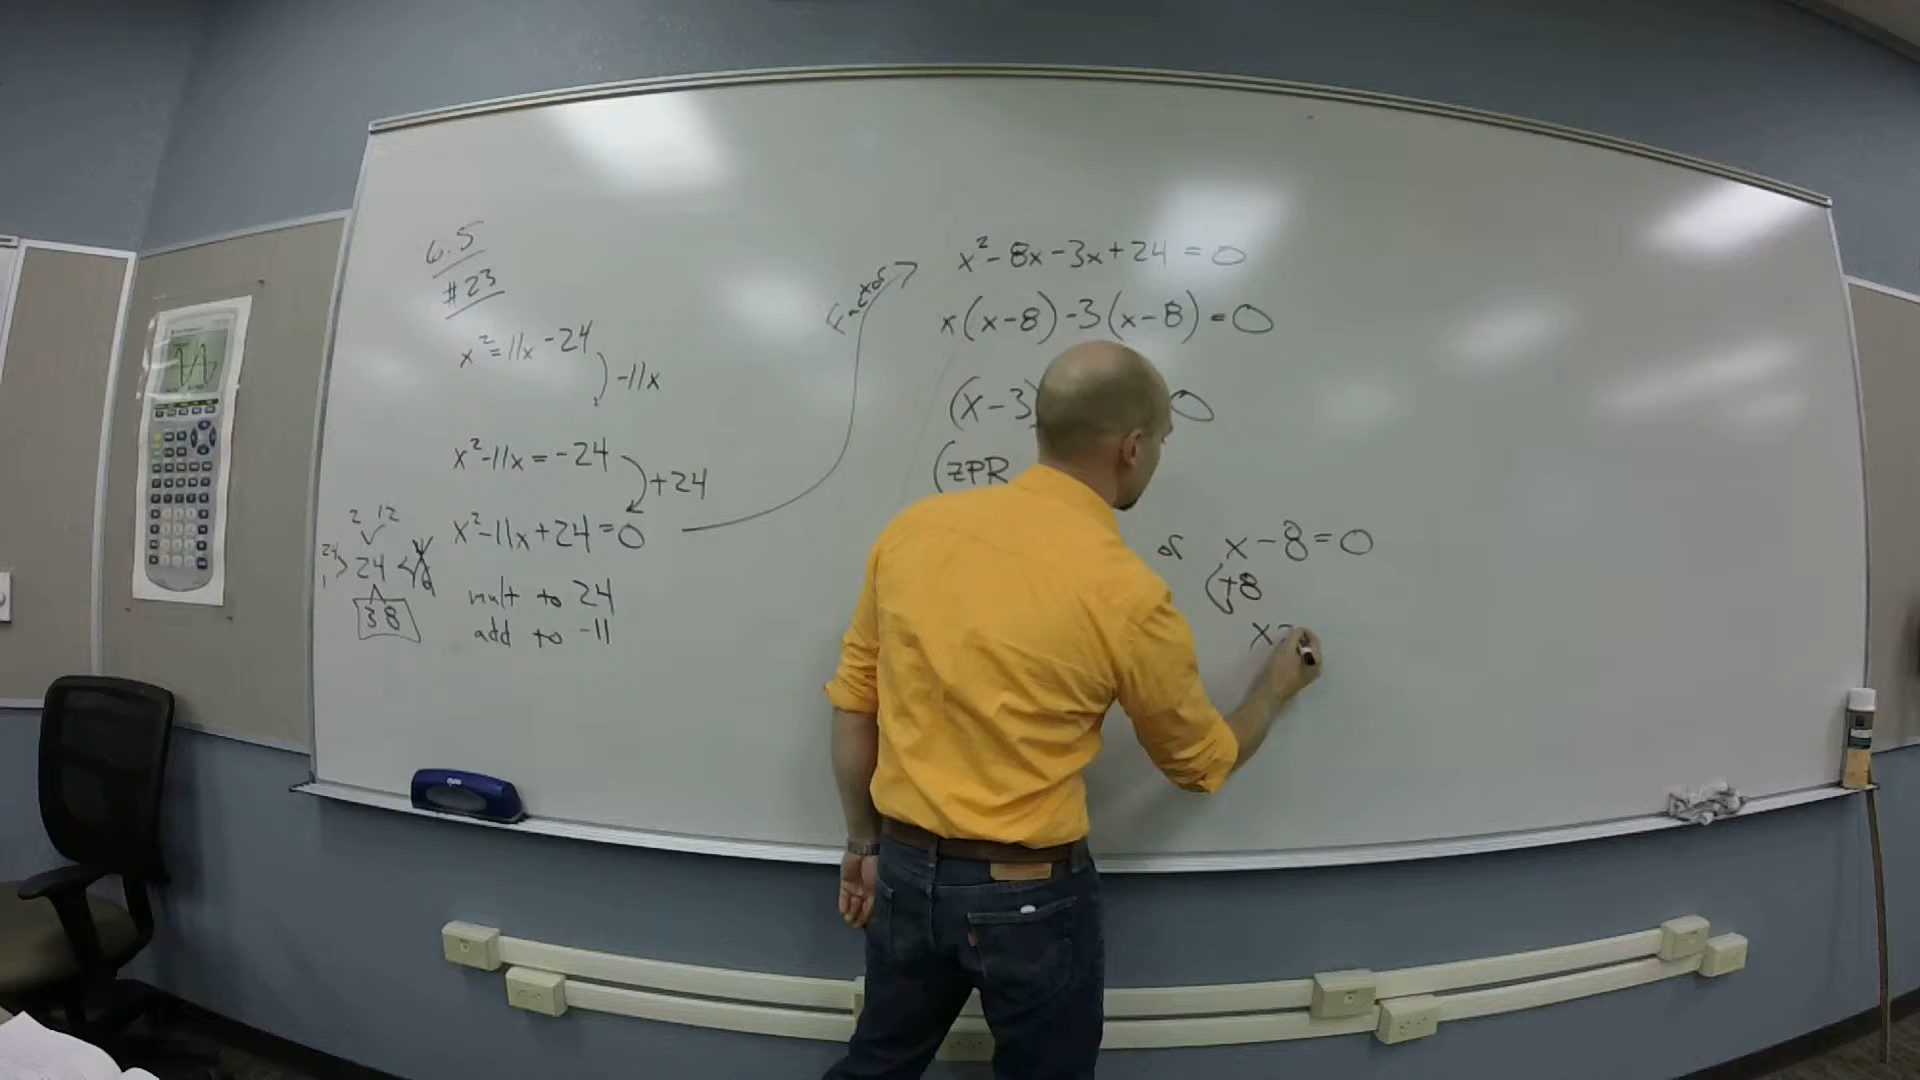 6.5
#23
x² = 11x - 24
-11x
x² - 11x = -24
+24
x² - 11x + 24 = 0
2 12
24
24
1
3 8
mult to 24
add to -11
Factor
x² - 8x - 3x + 24 = 0
x(x-8) - 3(x-8) = 0
(x-3) 0
(ZPR
or x - 8 = 0
+8
x =